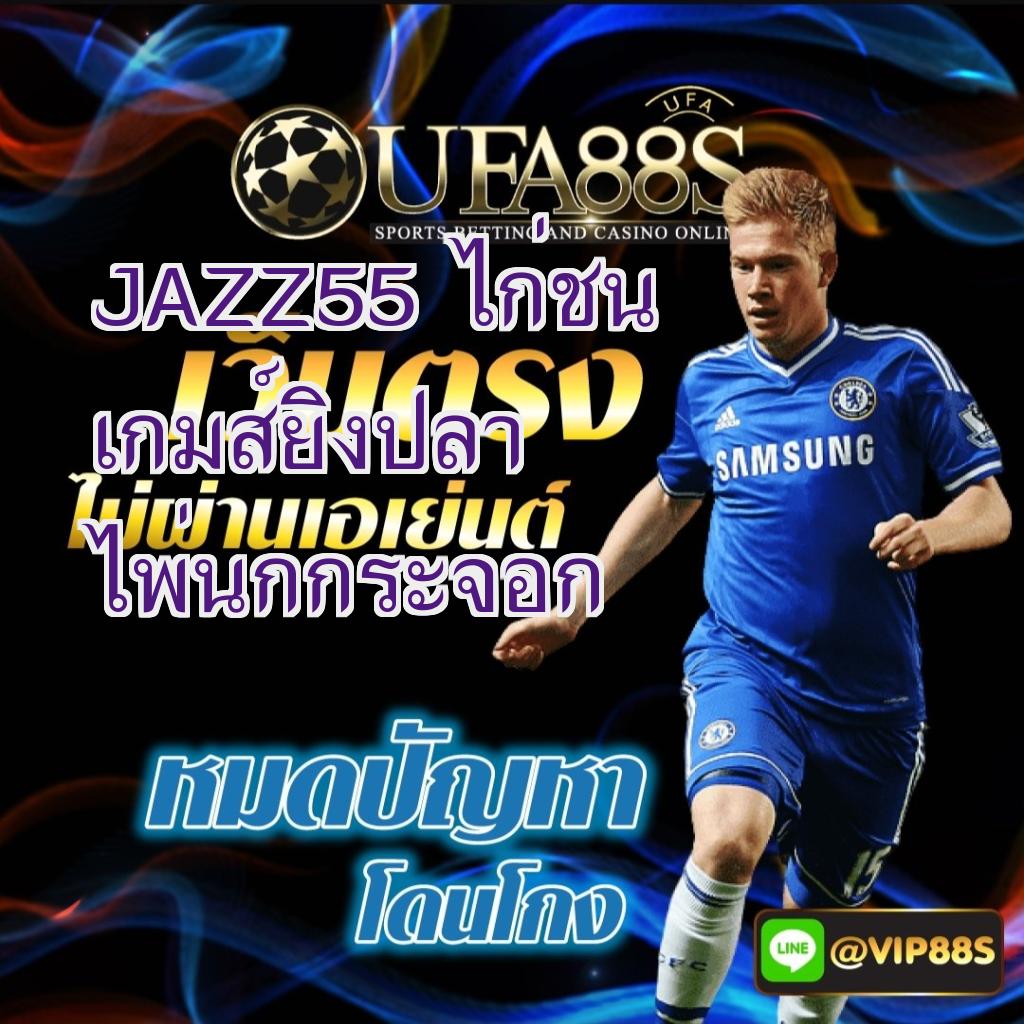 UFA
UFA88S
SPORTS BETTING AND CASINO
JAZZ55 ไก่ชน
เว็บตรง
เกมส์ยิงปลา
ไม่ผ่านเอเย่นต์
ไพ่นกกระจอก
SAMSUNG
adidas
หมดปัญหา
โดนโกง
15
CFC
LINE @VIP88S